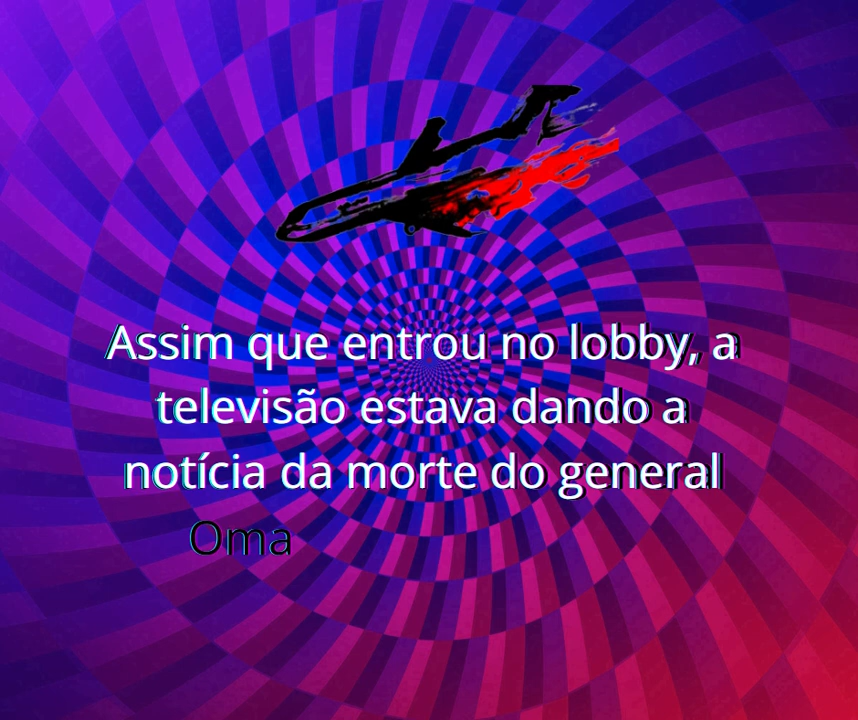 Assim que entrou no lobby, a
televisão estava dando a
notícia da morte do general
Oma